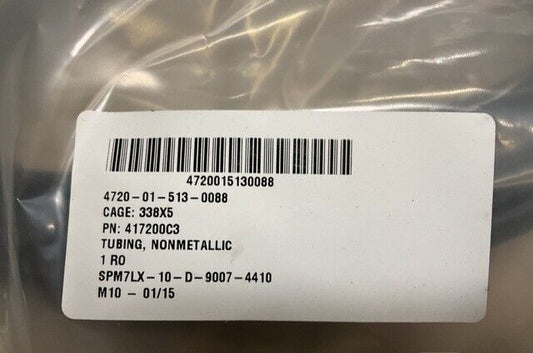 4720015130088
4720-01-513-0088
CAGE: 338X5
PN: 417200C3
TUBING, NONMETALLIC
1 RO
SPM7LX-10-D-9007-4410
M10 - 01/15